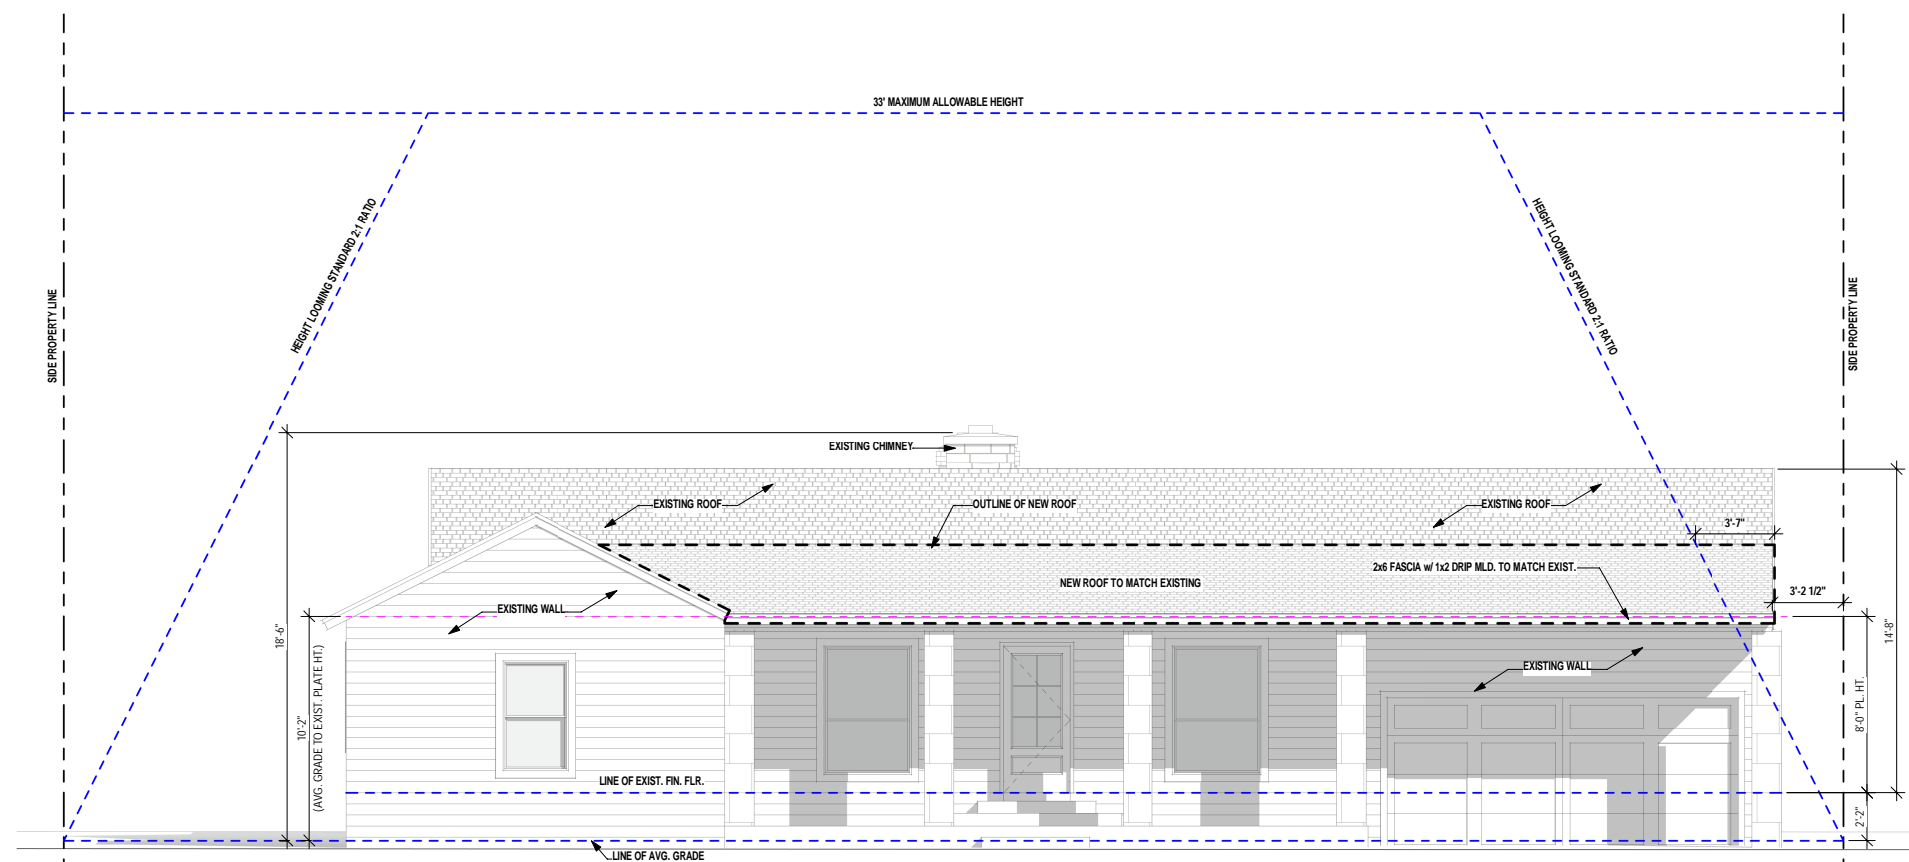 33' MAXIMUM ALLOWABLE HEIGHT
HEIGHT LOOMING STANDARD 2:1 RATIO
HEIGHT LOOMING STANDARD 2:1 RATIO
SIDE PROPERTY LINE
SIDE PROPERTY LINE
EXISTING CHIMNEY
EXISTING ROOF
OUTLINE OF NEW ROOF
EXISTING ROOF
3'-7"
2x6 FASCIA w/ 1x2 DRIP MLD. TO MATCH EXIST.
NEW ROOF TO MATCH EXISTING
3'-2 1/2"
EXISTING WALL
18'-6"
14'-8"
10'-2"
(AVG. GRADE TO EXIST. PLATE HT.)
EXISTING WALL
8'-0" PL. HT.
LINE OF EXIST. FIN. FLR.
2'-2"
LINE OF AVG. GRADE